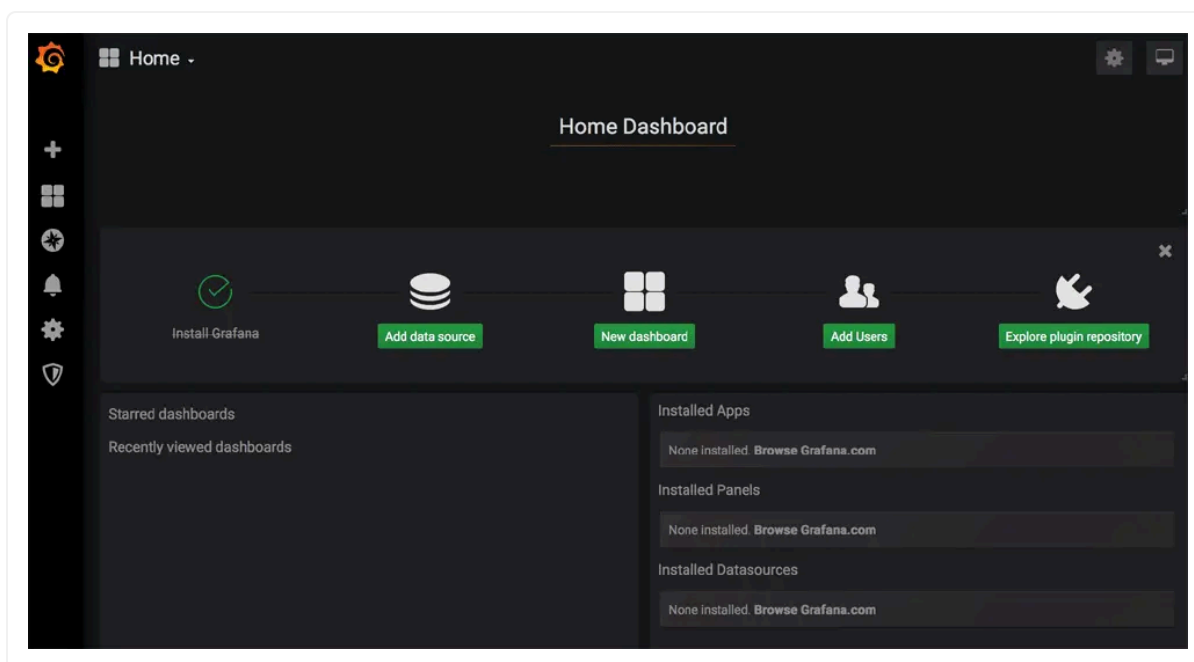 Home
Home Dashboard
Install Grafana
Add data source
New dashboard
Add Users
Explore plugin repository
Starred dashboards
Recently viewed dashboards
Installed Apps
None installed. Browse Grafana.com
Installed Panels
None installed. Browse Grafana.com
Installed Datasources
None installed. Browse Grafana.com